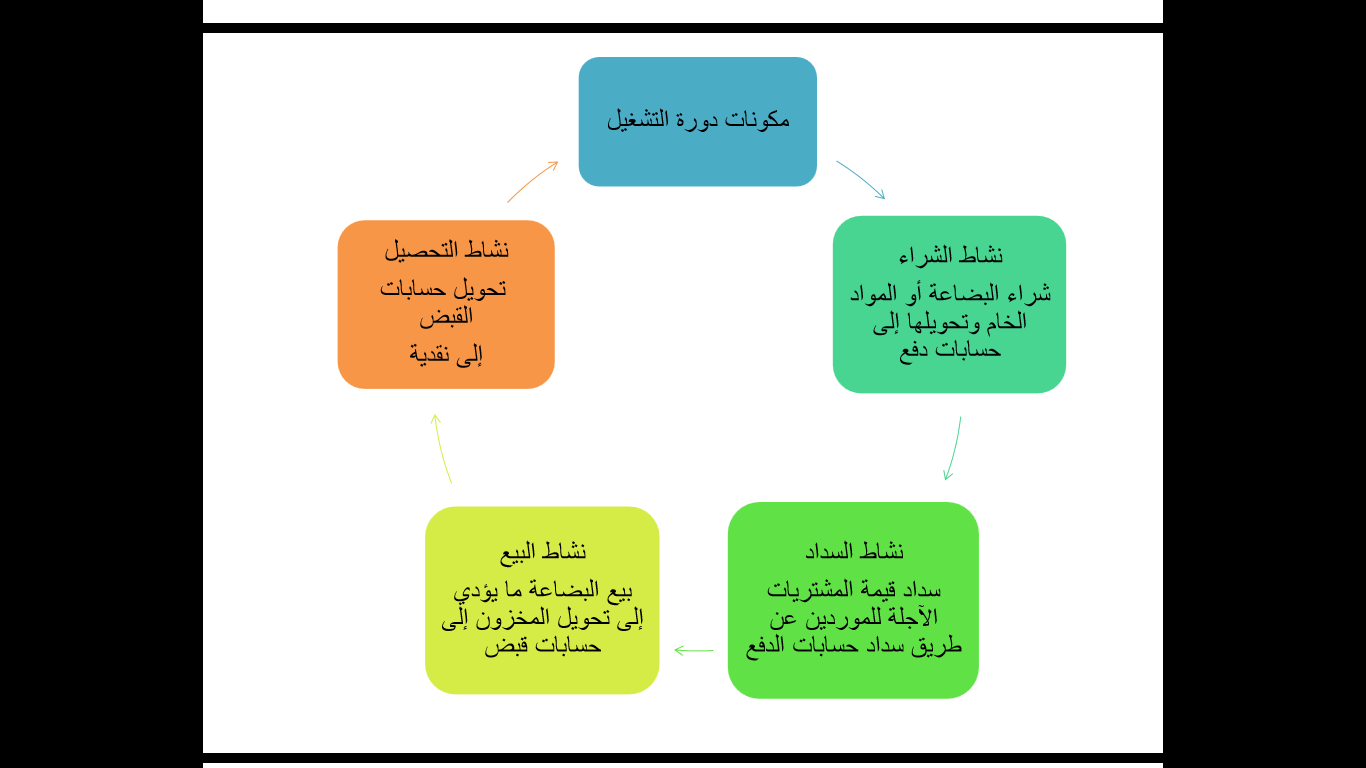 مكونات دورة التشغيل
نشاط الشراء
شراء البضاعة أو المواد
الخام وتحويلها إلى
حسابات دفع
نشاط السداد
سداد قيمة المشتريات
الآجلة للموردين عن
طريق سداد حسابات الدفع
نشاط البيع
بيع البضاعة ما يؤدي
إلى تحويل المخزون إلى
حسابات قبض
نشاط التحصيل
تحويل حسابات
القبض
إلى نقدية